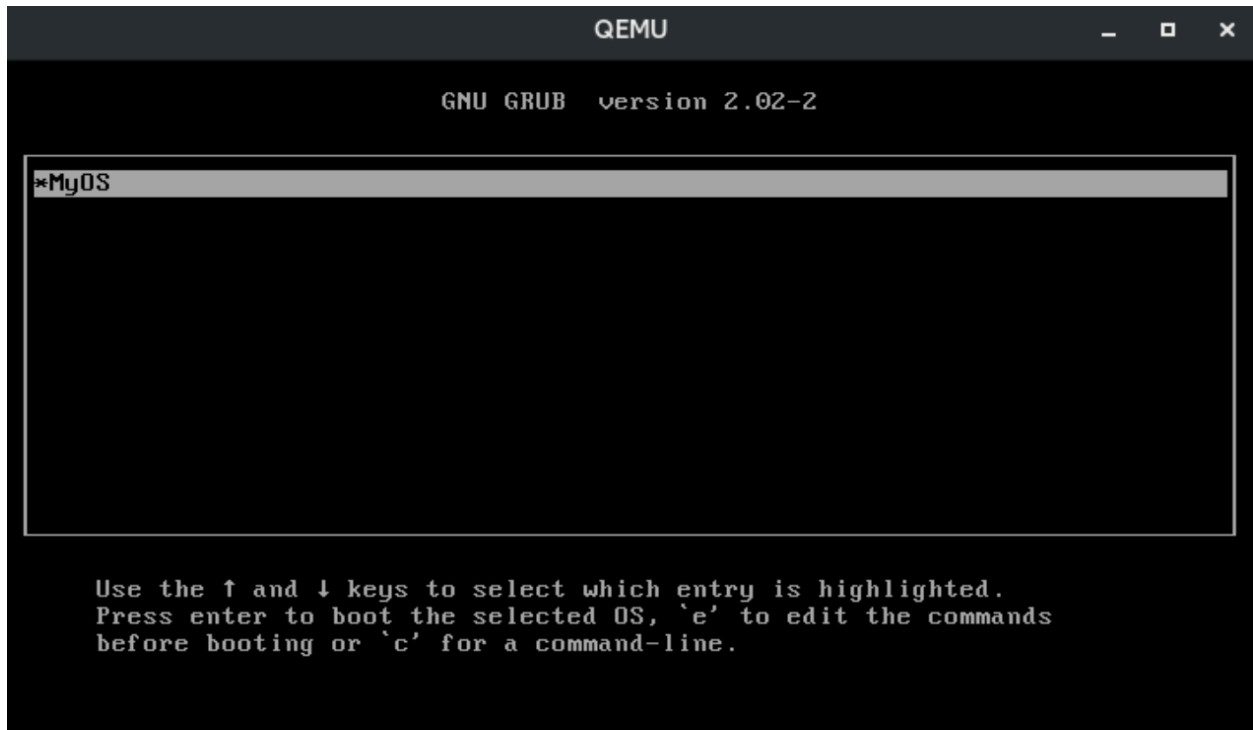 QEMU
GNU GRUB  version 2.02-2
*MyOS
Use the ↑ and ↓ keys to select which entry is highlighted.
Press enter to boot the selected OS, `e' to edit the commands
before booting or `c' for a command-line.